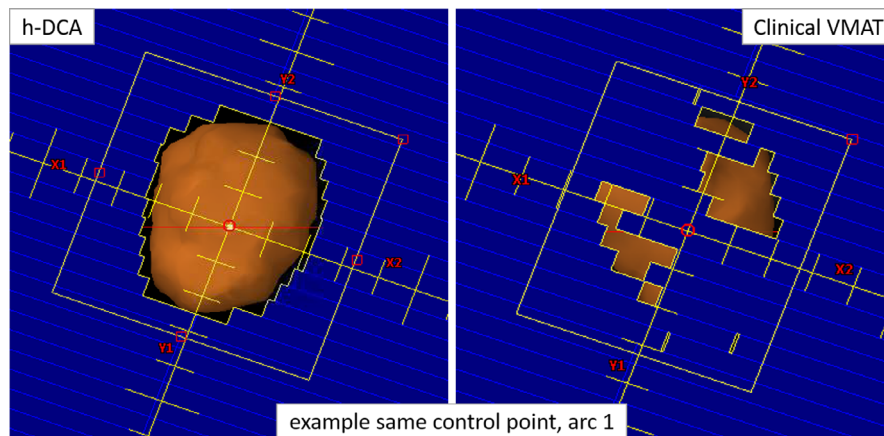 h-DCA
Clinical VMAT
Y2
X1
X2
Y1
Y2
X1
X2
Y1
example same control point, arc 1